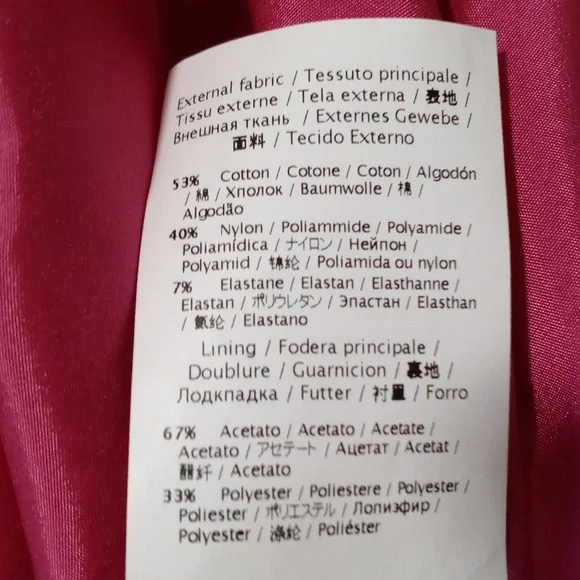 External fabric / Tessuto principale /
Tissu externe / Tela externa / 表地 /
Внешная ткань / Externes Gewebe /
面料 / Tecido Externo
53% Cotton / Cotone / Coton / Algodón
/ 綿 / Хполок / Baumwolle / 棉 /
Algodão
40% Nylon / Poliammide / Polyamide /
Poliamídica / ナイロン / Нейпон /
Polyamid / 锦纶 / Poliamida ou nylon
7% Elastane / Elastan / Elasthanne /
Elastan / ポリウレタン / Эпастан / Elasthan
/ 氨纶 / Elastano
Lining / Fodera principale /
Doublure / Guarnicion / 裏地 /
Лодкпадка / Futter / 衬里 / Forro
67% Acetato / Acetato / Acetate /
Acetato / アセテート / Ацетат / Acetat /
醋纤 / Acetato
33% Polyester / Poliestere / Polyester /
Poliester / ポリエステル / Лопиэфир /
Polyester / 涤纶 / Poliéster